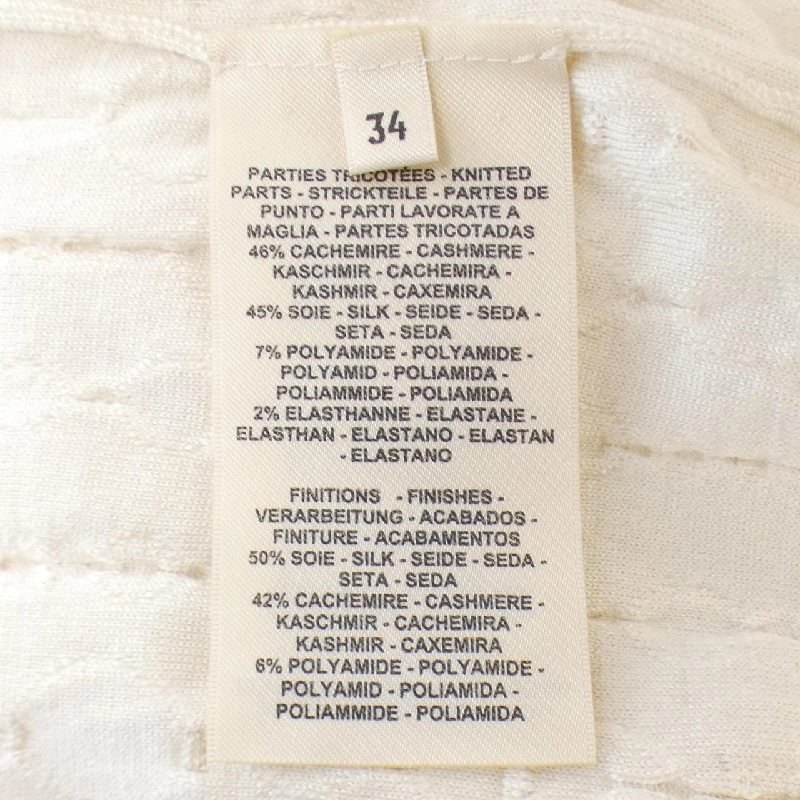 34
PARTIES TRICOTÉES - KNITTED
PARTS - STRICKTEILE - PARTES DE
PUNTO - PARTI LAVORATE A
MAGLIA - PARTES TRICOTADAS
46% CACHEMIRE - CASHMERE -
KASCHMIR - CACHEMIRA -
KASHMIR - CAXEMIRA
45% SOIE - SILK - SEIDE - SEDA -
SETA - SEDA
7% POLYAMIDE - POLYAMIDE -
POLYAMID - POLIAMIDA -
POLIAMMIDE - POLIAMIDA
2% ELASTHANNE - ELASTANE -
ELASTHAN - ELASTANO - ELASTAN
- ELASTANO
FINITIONS - FINISHES -
VERARBEITUNG - ACABADOS -
FINITURE - ACABAMENTOS
50% SOIE - SILK - SEIDE - SEDA -
SETA - SEDA
42% CACHEMIRE - CASHMERE -
KASCHMIR - CACHEMIRA -
KASHMIR - CAXEMIRA
6% POLYAMIDE - POLYAMIDE -
POLYAMID - POLIAMIDA -
POLIAMMIDE - POLIAMIDA